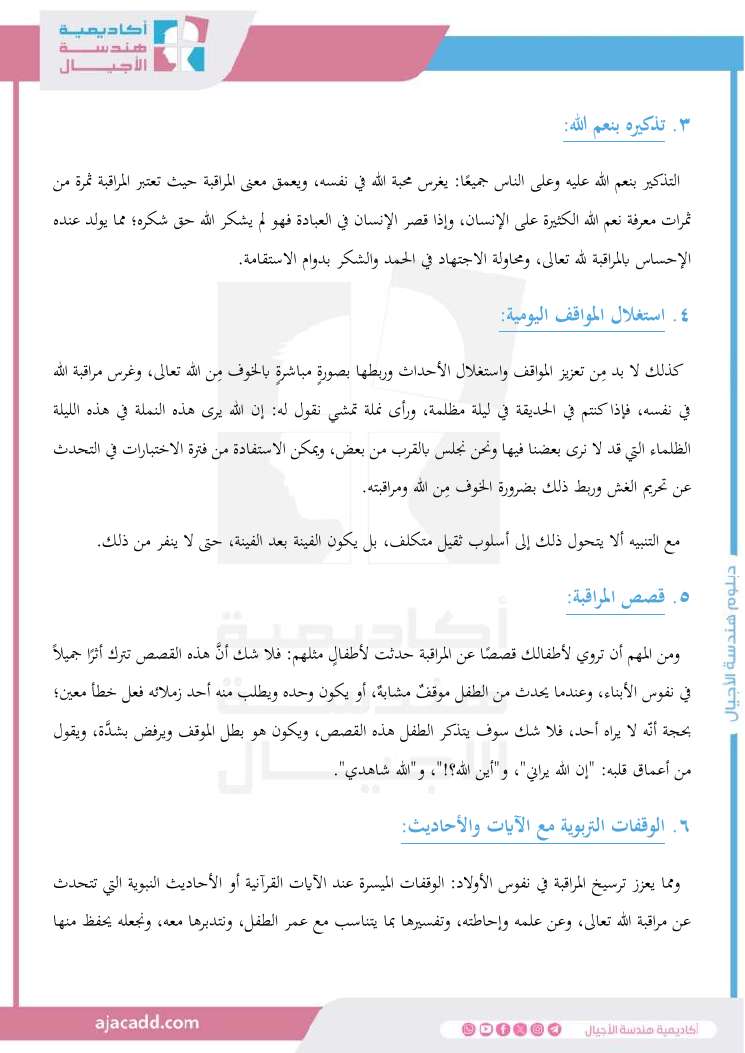 أكاديمية
هندسة
الأجيال
٣. تذكيره بنعم الله:
التذكير بنعم الله عليه وعلى الناس جميعًا: يغرس محبة الله في نفسه، ويعمق معنى المراقبة حيث تعتبر المراقبة ثمرة من
ثمرات معرفة نعم الله الكثيرة على الإنسان، وإذا قصر الإنسان في العبادة فهو لم يشكر الله حق شكره؛ مما يولد عنده
الإحساس بالمراقبة لله تعالى، ومحاولة الاجتهاد في الحمد والشكر بدوام الاستقامة.
٤. استغلال المواقف اليومية:
كذلك لا بد مِن تعزيز المواقف واستغلال الأحداث وربطها بصورةٍ مباشرةٍ بالخوف مِن الله تعالى، وغرس مراقبة الله
في نفسه، فإذا كنتم في الحديقة في ليلة مظلمة، ورأى نملة تمشي نقول له: إن الله يرى هذه النملة في هذه الليلة
الظلماء التي قد لا نرى بعضنا فيها ونحن نجلس بالقرب من بعض، ويمكن الاستفادة من فترة الاختبارات في التحدث
عن تحريم الغش وربط ذلك بضرورة الخوف مِن الله ومراقبته.
مع التنبيه ألا يتحول ذلك إلى أسلوب ثقيل متكلف، بل يكون الفينة بعد الفينة، حتى لا ينفر من ذلك.
٥. قصص المراقبة:
ومن المهم أن تروي لأطفالك قصصًا عن المراقبة حدثت لأطفالٍ مثلهم: فلا شك أنَّ هذه القصص تترك أثرًا جميلاً
في نفوس الأبناء، وعندما يحدث من الطفل موقفٌ مشابهٌ، أو يكون وحده ويطلب منه أحد زملائه فعل خطأ معين؛
بحجة أنّه لا يراه أحد، فلا شك سوف يتذكر الطفل هذه القصص، ويكون هو بطل الموقف ويرفض بشدَّة، ويقول
من أعماق قلبه: "إن الله يراني"، و"أين الله؟!"، و"الله شاهدي".
٦. الوقفات التربوية مع الآيات والأحاديث:
ومما يعزز ترسيخ المراقبة في نفوس الأولاد: الوقفات الميسرة عند الآيات القرآنية أو الأحاديث النبوية التي تتحدث
عن مراقبة الله تعالى، وعن علمه وإحاطته، وتفسيرها بما يتناسب مع عمر الطفل، ونتدبرها معه، ونجعله يحفظ منها
دبلوم هندسة الأجيال
أكاديمية
هندسة
الأجيال
أكاديمية هندسة الأجيال
ajacadd.com